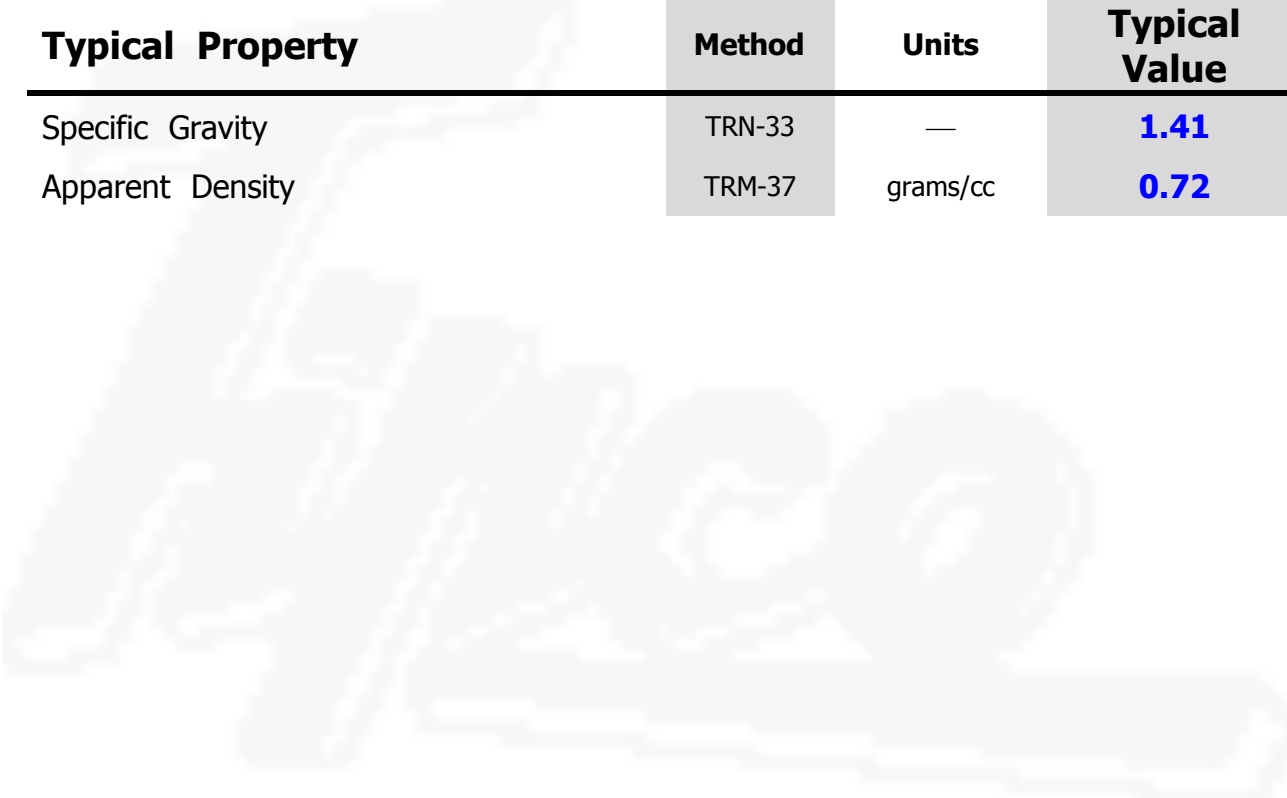 Typical Property Method Units Typical Value
Specific Gravity TRN-33 — 1.41
Apparent Density TRM-37 grams/cc 0.72